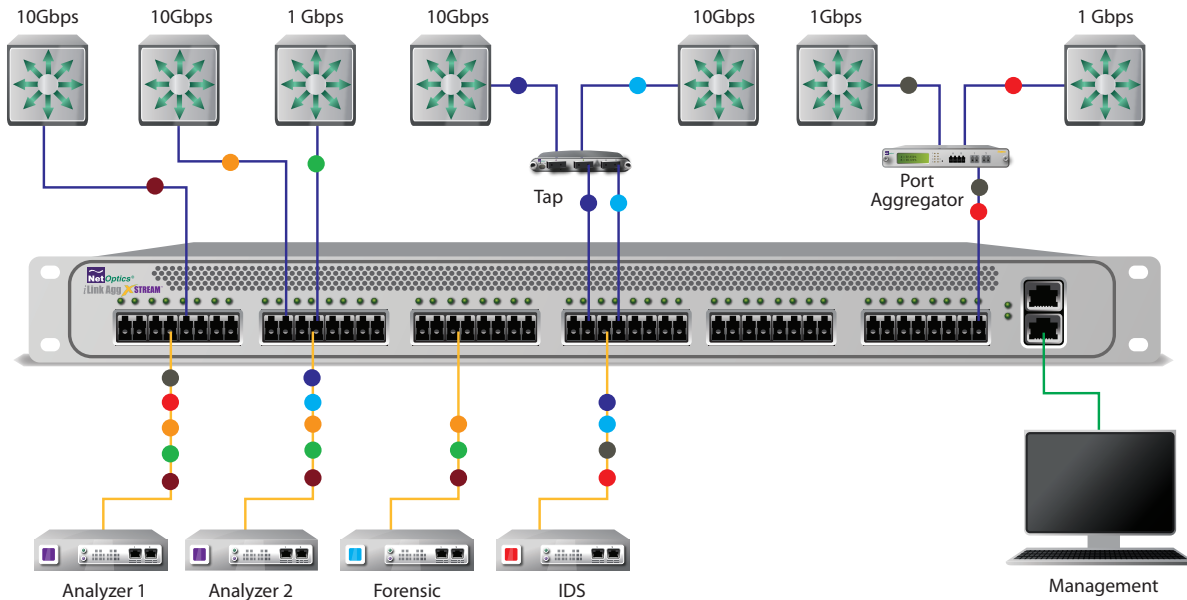 10Gbps
10Gbps
1 Gbps
10Gbps
10Gbps
1Gbps
1 Gbps
Tap
Port
Aggregator
NetOptics®
iLink Agg XSTREAM™
Analyzer 1
Analyzer 2
Forensic
IDS
Management